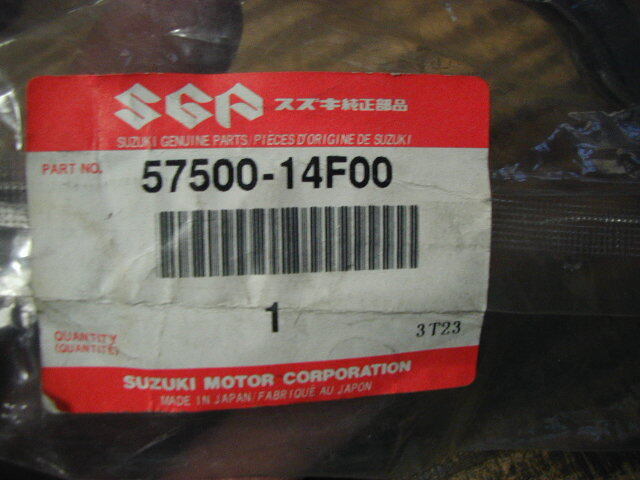 SGP スズキ純正部品
SUZUKI GENUINE PARTS/PIECES D'ORIGINE DE SUZUKI
PART NO. 57500-14F00
1
3T23
QUANTITY
(QUANTITÉ)
SUZUKI MOTOR CORPORATION
MADE IN JAPAN/FABRIQUÉ AU JAPON